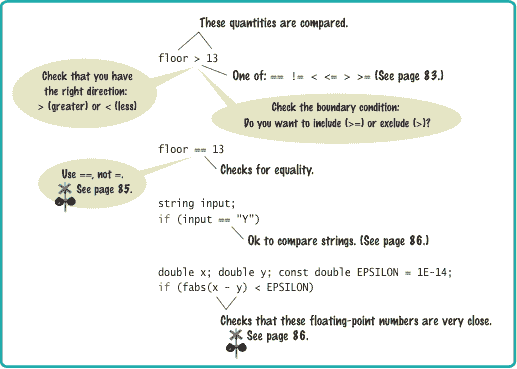 These quantities are compared.
floor > 13
Check that you have
the right direction:
> (greater) or < (less)
One of: == != < <= > >= (See page 83.)
Check the boundary condition:
Do you want to include (>=) or exclude (>)?
floor == 13
Checks for equality.
Use ==, not =.
See page 85.
string input;
if (input == "Y")
Ok to compare strings. (See page 86.)
double x; double y; const double EPSILON = 1E-14;
if (fabs(x - y) < EPSILON)
Checks that these floating-point numbers are very close.
See page 86.